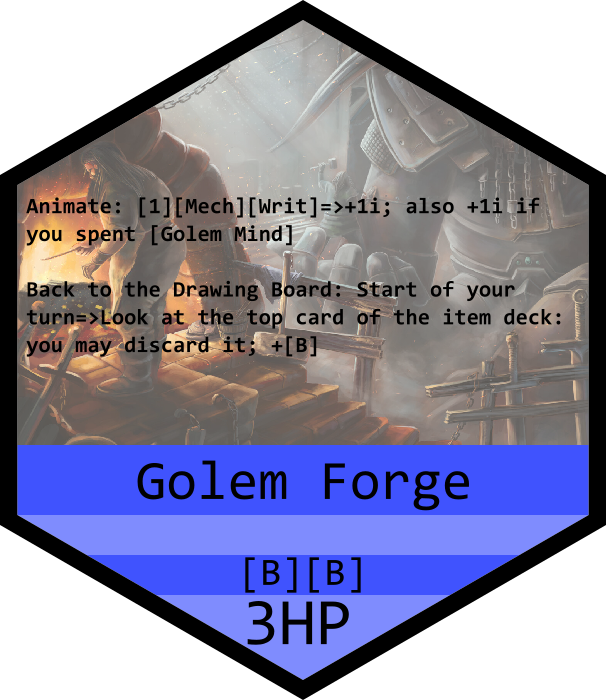 Animate: [1][Mech][Writ]=>+1i; also +1i if
you spent [Golem Mind]
Back to the Drawing Board: Start of your
turn=>Look at the top card of the item deck:
you may discard it; +[B]
Golem Forge
[B][B]
3HP